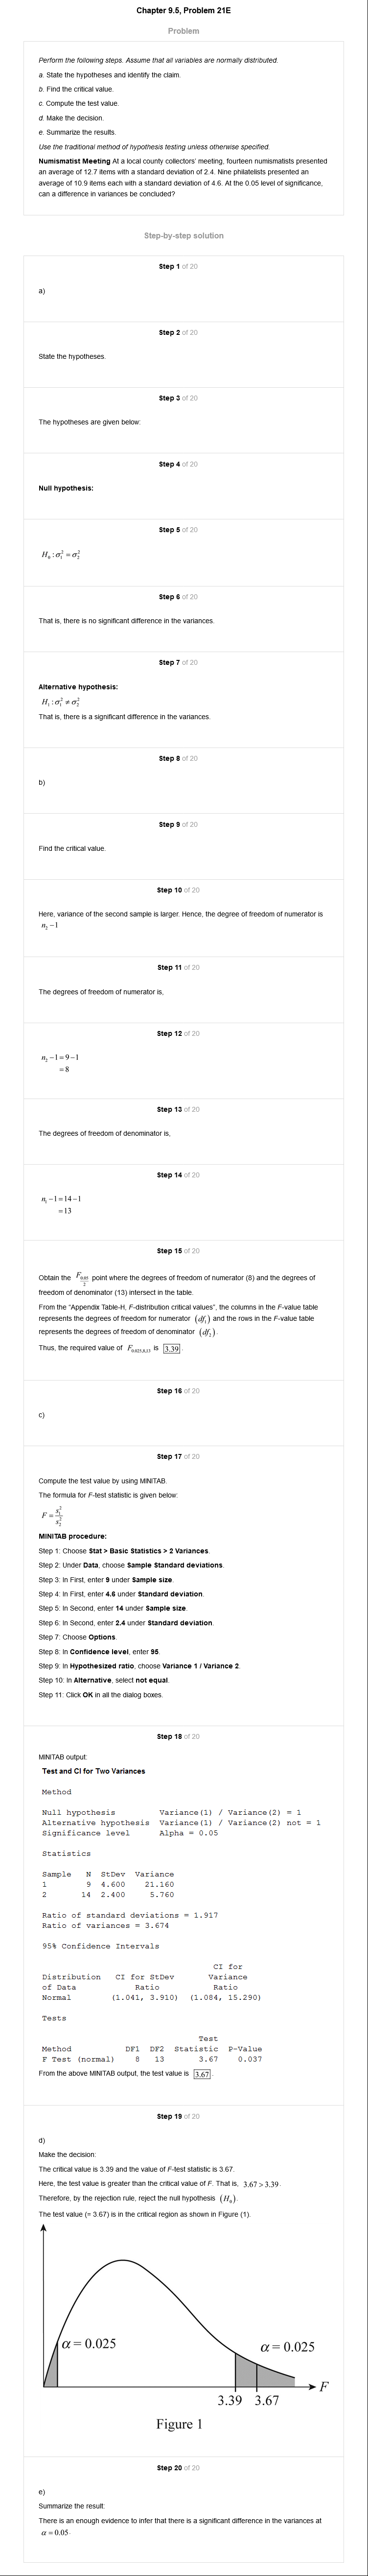 Chapter 9.5, Problem 21E
Problem
Perform the following steps. Assume that all variables are normally distributed.
a. State the hypotheses and identify the claim.
b. Find the critical value.
c. Compute the test value.
d. Make the decision.
e. Summarize the results.
Use the traditional method of hypothesis testing unless otherwise specified.
Numismatist Meeting At a local county collectors' meeting, fourteen numismatists presented
an average of 12.7 items with a standard deviation of 2.4. Nine philatelists presented an
average of 10.9 items each with a standard deviation of 4.6. At the 0.05 level of significance,
can a difference in variances be concluded?
Step-by-step solution
Step 1 of 20
a)
Step 2 of 20
State the hypotheses.
Step 3 of 20
The hypotheses are given below:
Step 4 of 20
Null hypothesis:
Step 5 of 20
H₀ : σ₁² = σ₂²
Step 6 of 20
That is, there is no significant difference in the variances.
Step 7 of 20
Alternative hypothesis:
H₁ : σ₁² ≠ σ₂²
That is, there is a significant difference in the variances.
Step 8 of 20
b)
Step 9 of 20
Find the critical value.
Step 10 of 20
Here, variance of the second sample is larger. Hence, the degree of freedom of numerator is
n₂ − 1
Step 11 of 20
The degrees of freedom of numerator is,
Step 12 of 20
n₂ − 1 = 9 − 1
= 8
Step 13 of 20
The degrees of freedom of denominator is,
Step 14 of 20
n₁ − 1 = 14 − 1
= 13
Step 15 of 20
Obtain the F_(0.05/2) point where the degrees of freedom of numerator (8) and the degrees of
freedom of denominator (13) intersect in the table.
From the "Appendix Table-H, F-distribution critical values", the columns in the F-value table
represents the degrees of freedom for numerator (df₁) and the rows in the F-value table
represents the degrees of freedom of denominator (df₂).
Thus, the required value of F₀.₀₂₅,₈,₁₃ is 3.39.
Step 16 of 20
c)
Step 17 of 20
Compute the test value by using MINITAB.
The formula for F-test statistic is given below:
F = s₁² / s₂²
MINITAB procedure:
Step 1: Choose Stat > Basic Statistics > 2 Variances.
Step 2: Under Data, choose Sample Standard deviations.
Step 3: In First, enter 9 under Sample size.
Step 4: In First, enter 4.6 under Standard deviation.
Step 5: In Second, enter 14 under Sample size.
Step 6: In Second, enter 2.4 under Standard deviation.
Step 7: Choose Options.
Step 8: In Confidence level, enter 95.
Step 9: In Hypothesized ratio, choose Variance 1 / Variance 2.
Step 10: In Alternative, select not equal.
Step 11: Click OK in all the dialog boxes.
Step 18 of 20
MINITAB output:
Test and CI for Two Variances
Method
Null hypothesis Variance(1) / Variance(2) = 1
Alternative hypothesis Variance(1) / Variance(2) not = 1
Significance level Alpha = 0.05
Statistics
Sample N StDev Variance
1 9 4.600 21.160
2 14 2.400 5.760
Ratio of standard deviations = 1.917
Ratio of variances = 3.674
95% Confidence Intervals
CI for
Distribution CI for StDev Variance
of Data Ratio Ratio
Normal (1.041, 3.910) (1.084, 15.290)
Tests
Test
Method DF1 DF2 Statistic P-Value
F Test (normal) 8 13 3.67 0.037
From the above MINITAB output, the test value is 3.67.
Step 19 of 20
d)
Make the decision:
The critical value is 3.39 and the value of F-test statistic is 3.67.
Here, the test value is greater than the critical value of F. That is, 3.67 > 3.39.
Therefore, by the rejection rule, reject the null hypothesis (H₀).
The test value (= 3.67) is in the critical region as shown in Figure (1).
α = 0.025
α = 0.025
F
3.39 3.67
Figure 1
Step 20 of 20
e)
Summarize the result:
There is an enough evidence to infer that there is a significant difference in the variances at
α = 0.05.